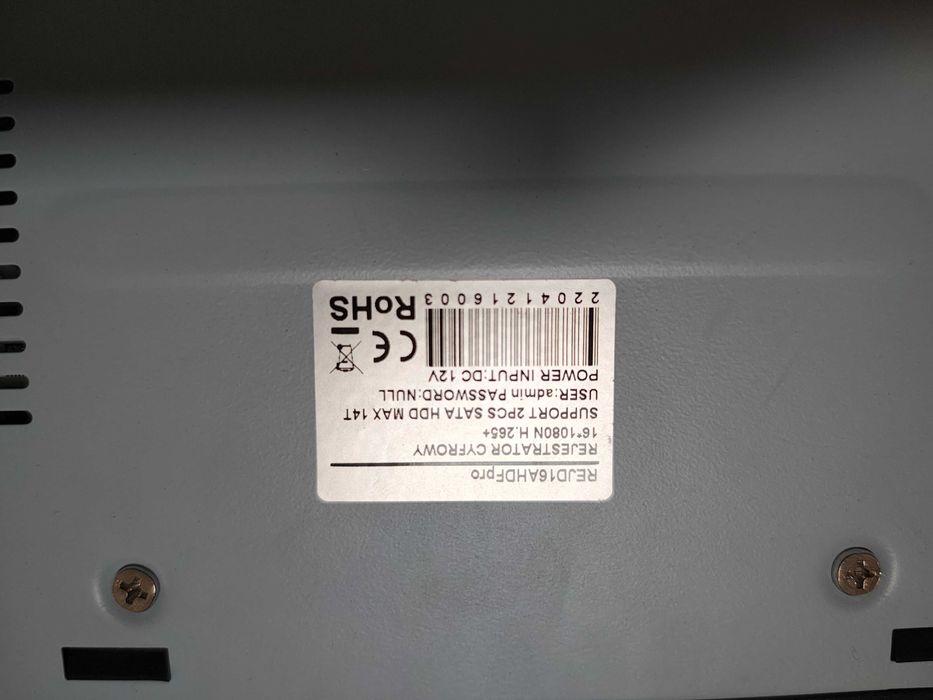 REJD16AHDFpro
REJESTRATOR CYFROWY
16*1080N H.265+
SUPPORT 2PCS SATA HDD MAX 14T
USER:admin PASSWORD:NULL
POWER INPUT:DC 12V
CE
22041216003
RoHS